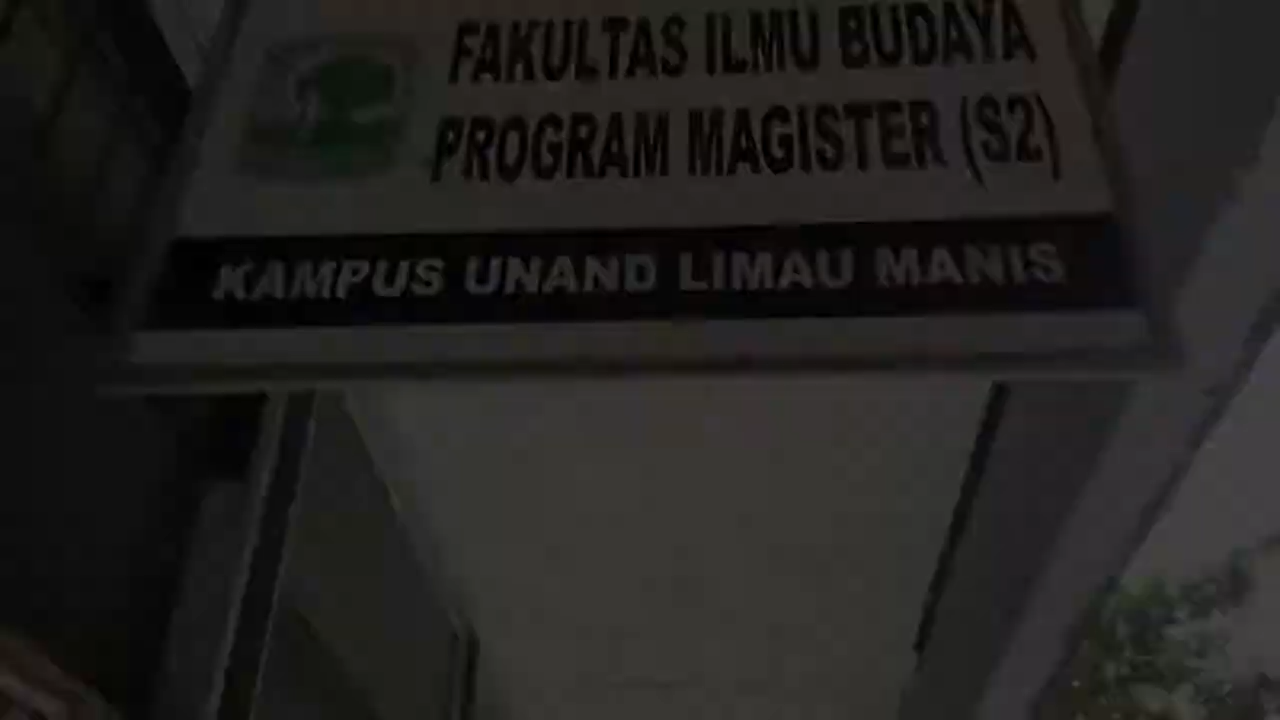 FAKULTAS ILMU BUDAYA
PROGRAM MAGISTER (S2)
KAMPUS UNAND LIMAU MANIS